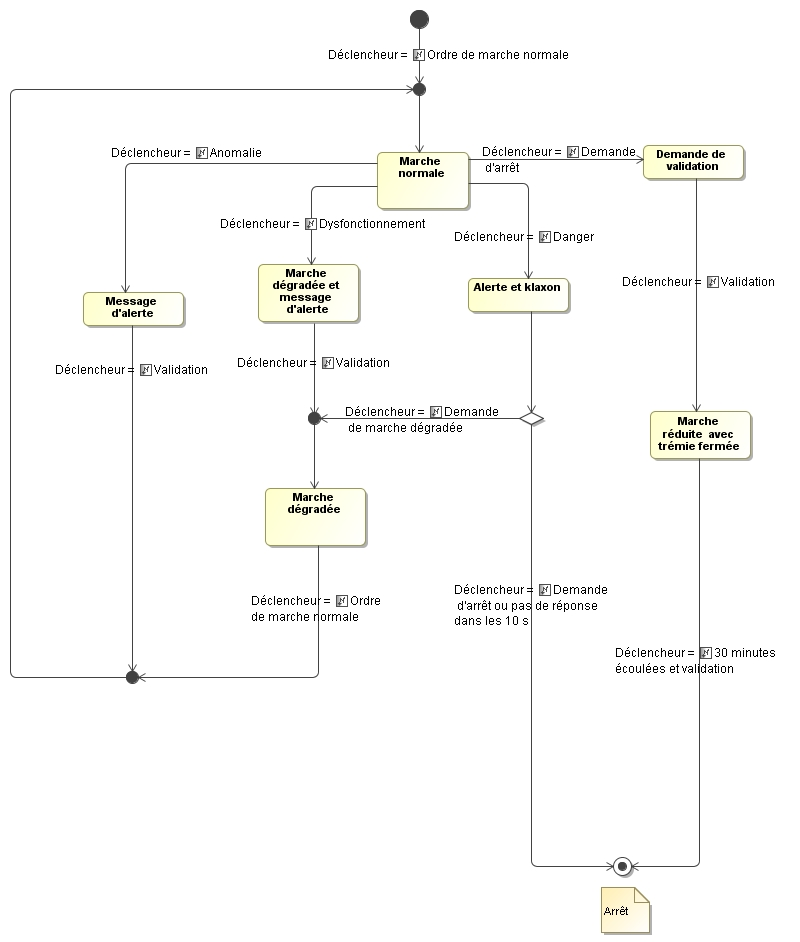 Déclencheur = Ordre de marche normale
Déclencheur = Anomalie
Marche
normale
Déclencheur = Demande
d'arrêt
Demande de
validation
Déclencheur = Dysfonctionnement
Déclencheur = Danger
Marche
dégradée et
message
d'alerte
Alerte et klaxon
Déclencheur = Validation
Message
d'alerte
Déclencheur = Validation
Déclencheur = Validation
Déclencheur = Demande
de marche dégradée
Marche
réduite avec
trémie fermée
Marche
dégradée
Déclencheur = Ordre
de marche normale
Déclencheur = Demande
d'arrêt ou pas de réponse
dans les 10 s
Déclencheur = 30 minutes
écoulées et validation
Arrêt